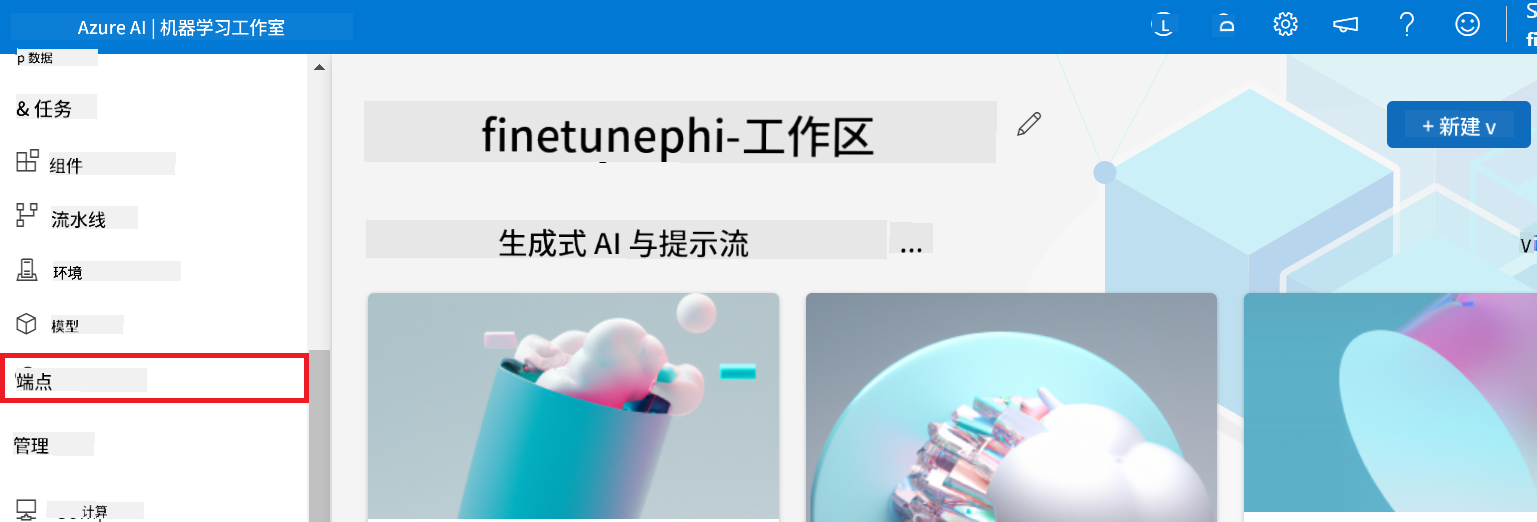 Azure AI | 机器学习工作室
p 数据
& 任务
组件
流水线
环境
模型
端点
管理
计算
finetunephi-工作区
+ 新建 v
生成式 AI 与提示流
...